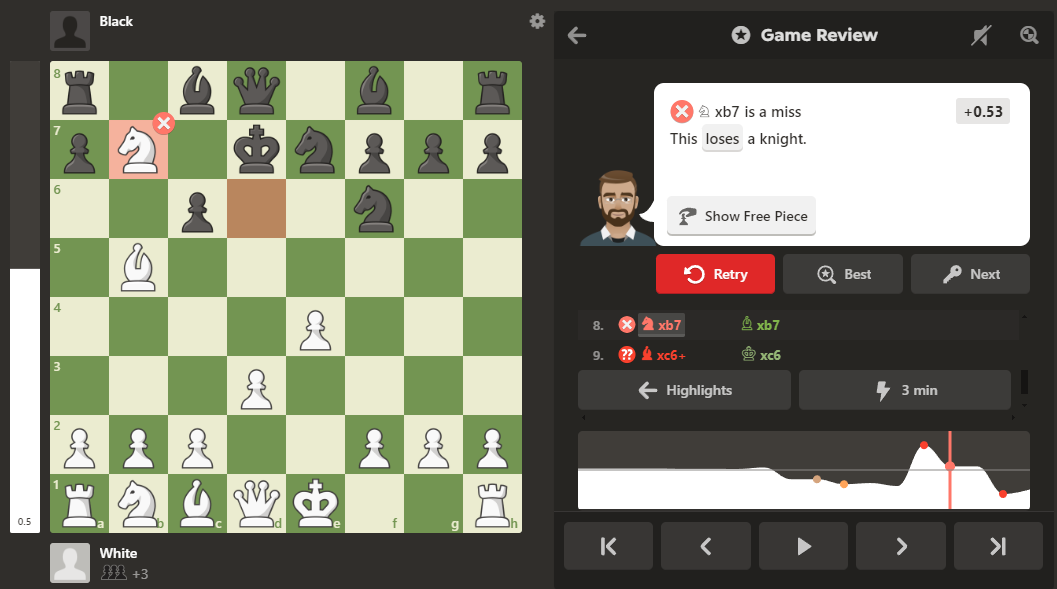 Black
Game Review
8
7
6
5
4
3
2
1
a
b
c
d
e
f
g
h
xb7 is a miss
+0.53
This loses a knight.
Show Free Piece
Retry
Best
Next
8. xb7 xb7
9. ?? xc6+ xc6
Highlights
3 min
0.5
White
+3